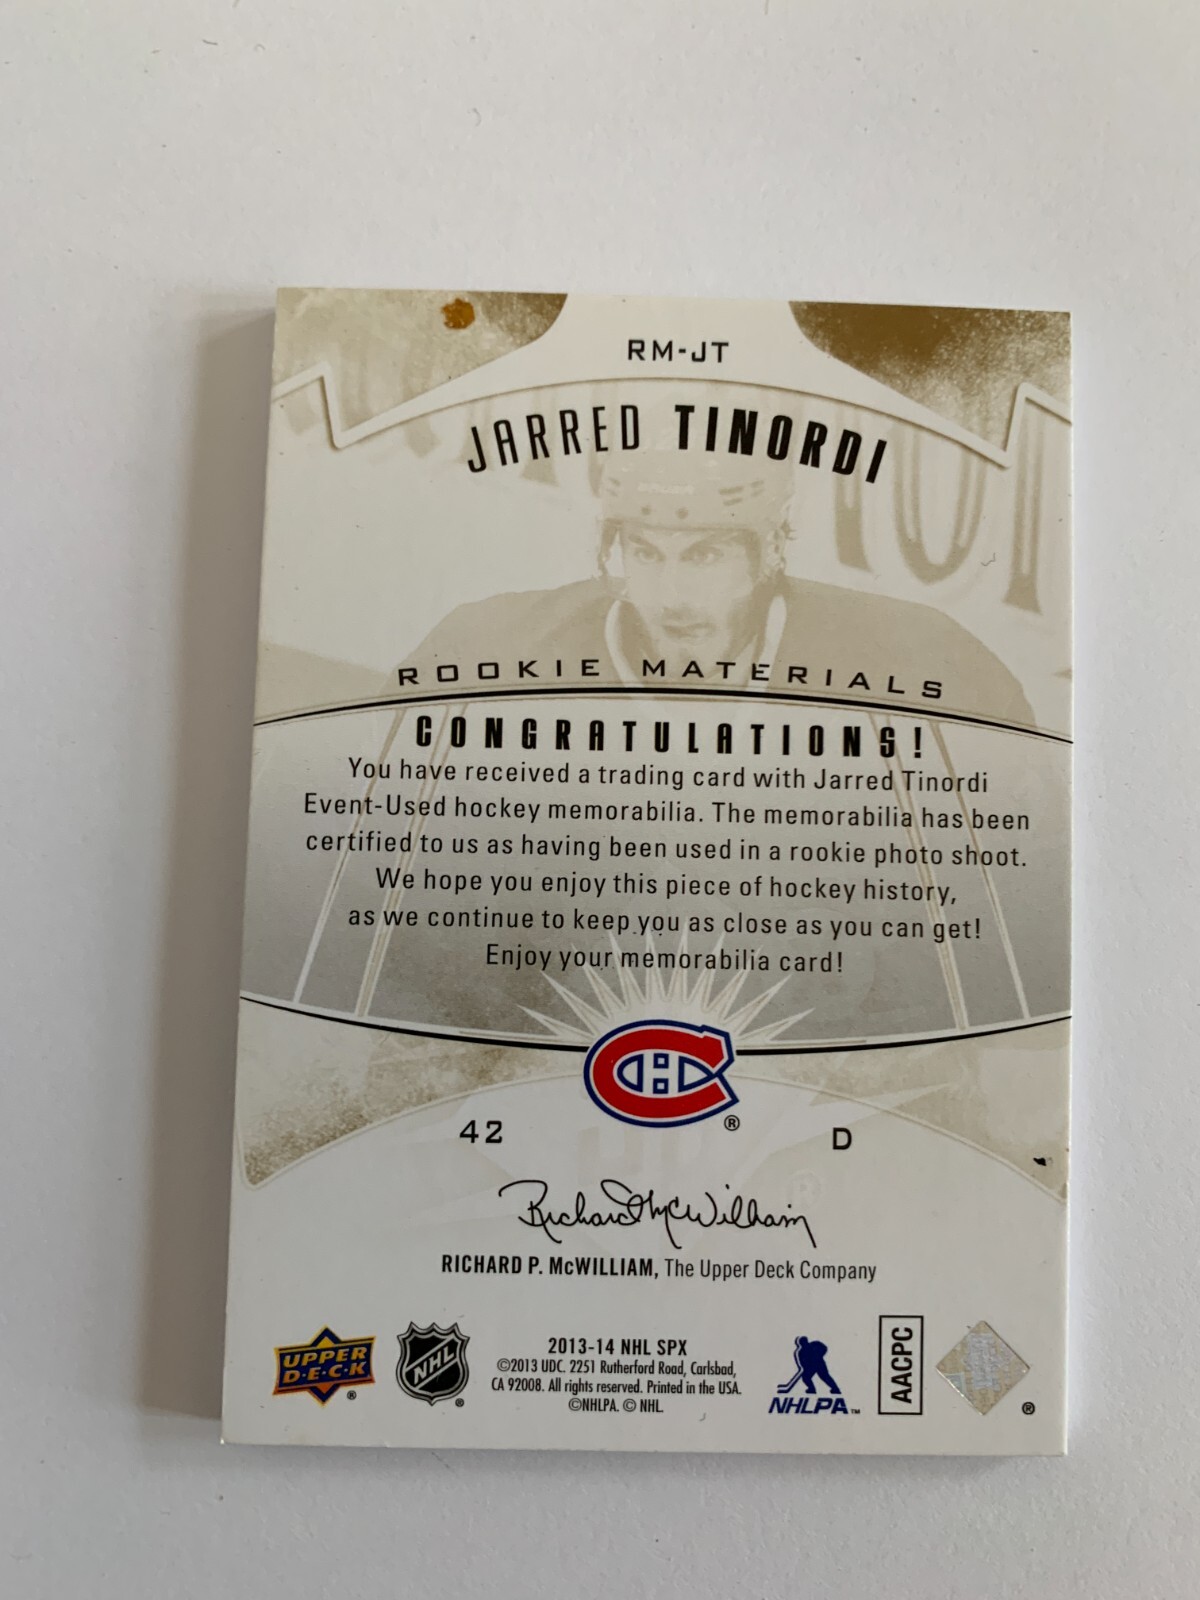 RM-JT
JARRED TINORDI
ROOKIE MATERIALS
CONGRATULATIONS!
You have received a trading card with Jarred Tinordi
Event-Used hockey memorabilia. The memorabilia has been
certified to us as having been used in a rookie photo shoot.
We hope you enjoy this piece of hockey history,
as we continue to keep you as close as you can get!
Enjoy your memorabilia card!
CH®
42 D
Richard McWilliam
RICHARD P. McWILLIAM, The Upper Deck Company
UPPER
D·E·C·K ®
NHL ®
2013-14 NHL SPX
©2013 UDC. 2251 Rutherford Road, Carlsbad,
CA 92008. All rights reserved. Printed in the USA.
©NHLPA. © NHL.
NHLPA™
AACPC
®